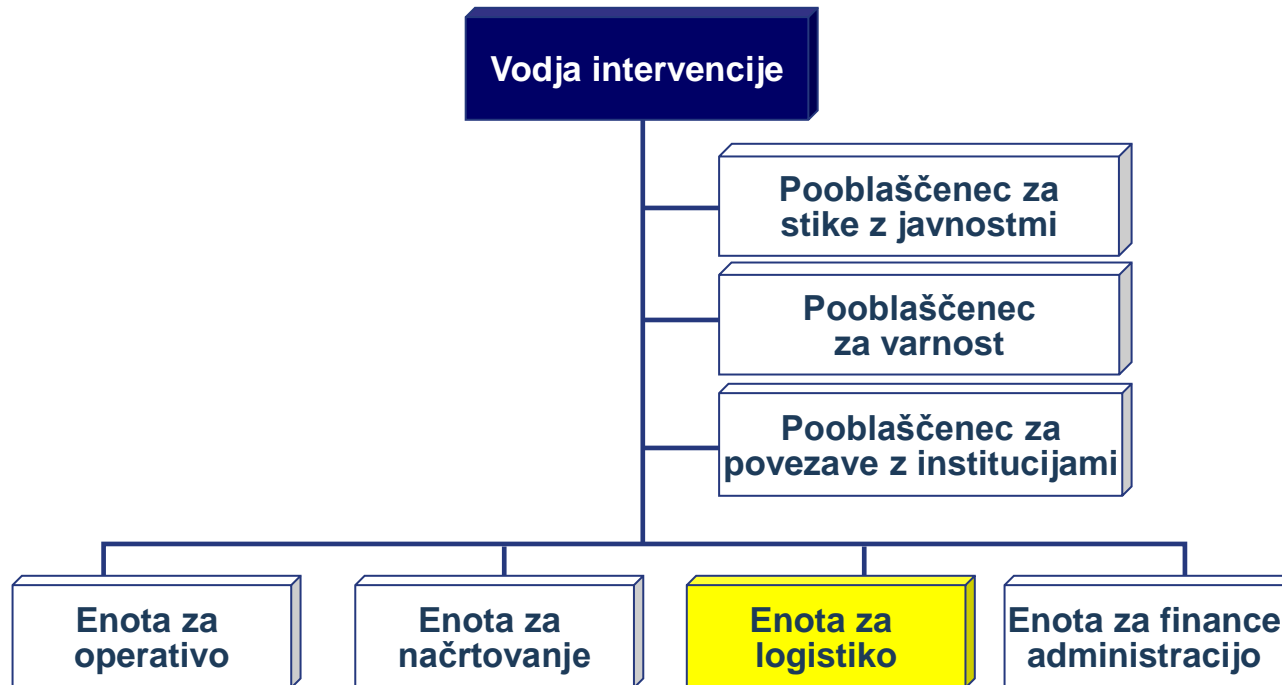 Vodja intervencije
Pooblaščenec za
stike z javnostmi
Pooblaščenec
za varnost
Pooblaščenec za
povezave z institucijami
Enota za
operativo
Enota za
načrtovanje
Enota za
logistiko
Enota za finance
administracijo